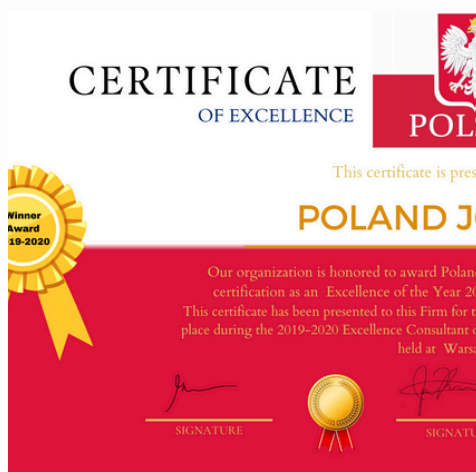 CERTIFICATE
OF EXCELLENCE
POL
This certificate is pres
POLAND J
Winner
Award
19-2020
Our organization is honored to award Polan
certification as an Excellence of the Year 20
This certificate has been presented to this Firm for t
place during the 2019-2020 Excellence Consultant
held at Warsa
SIGNATURE
SIGNATU